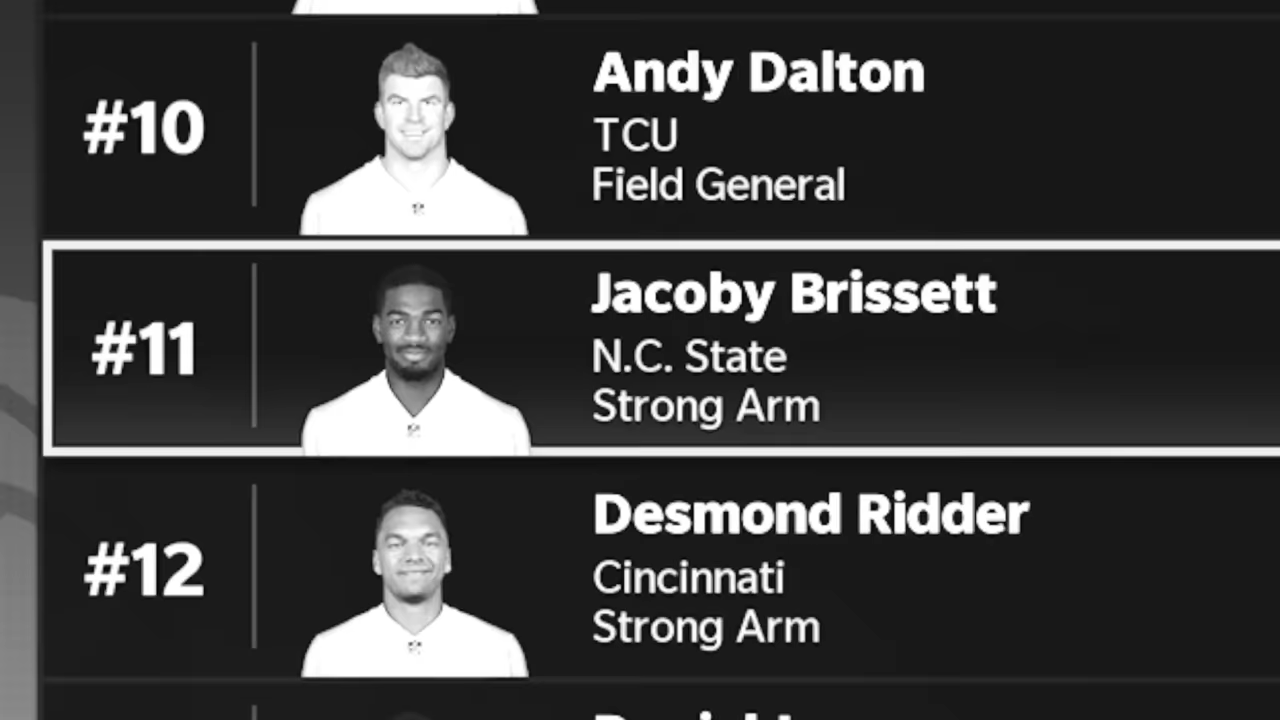 #10
Andy Dalton
TCU
Field General
#11
Jacoby Brissett
N.C. State
Strong Arm
#12
Desmond Ridder
Cincinnati
Strong Arm